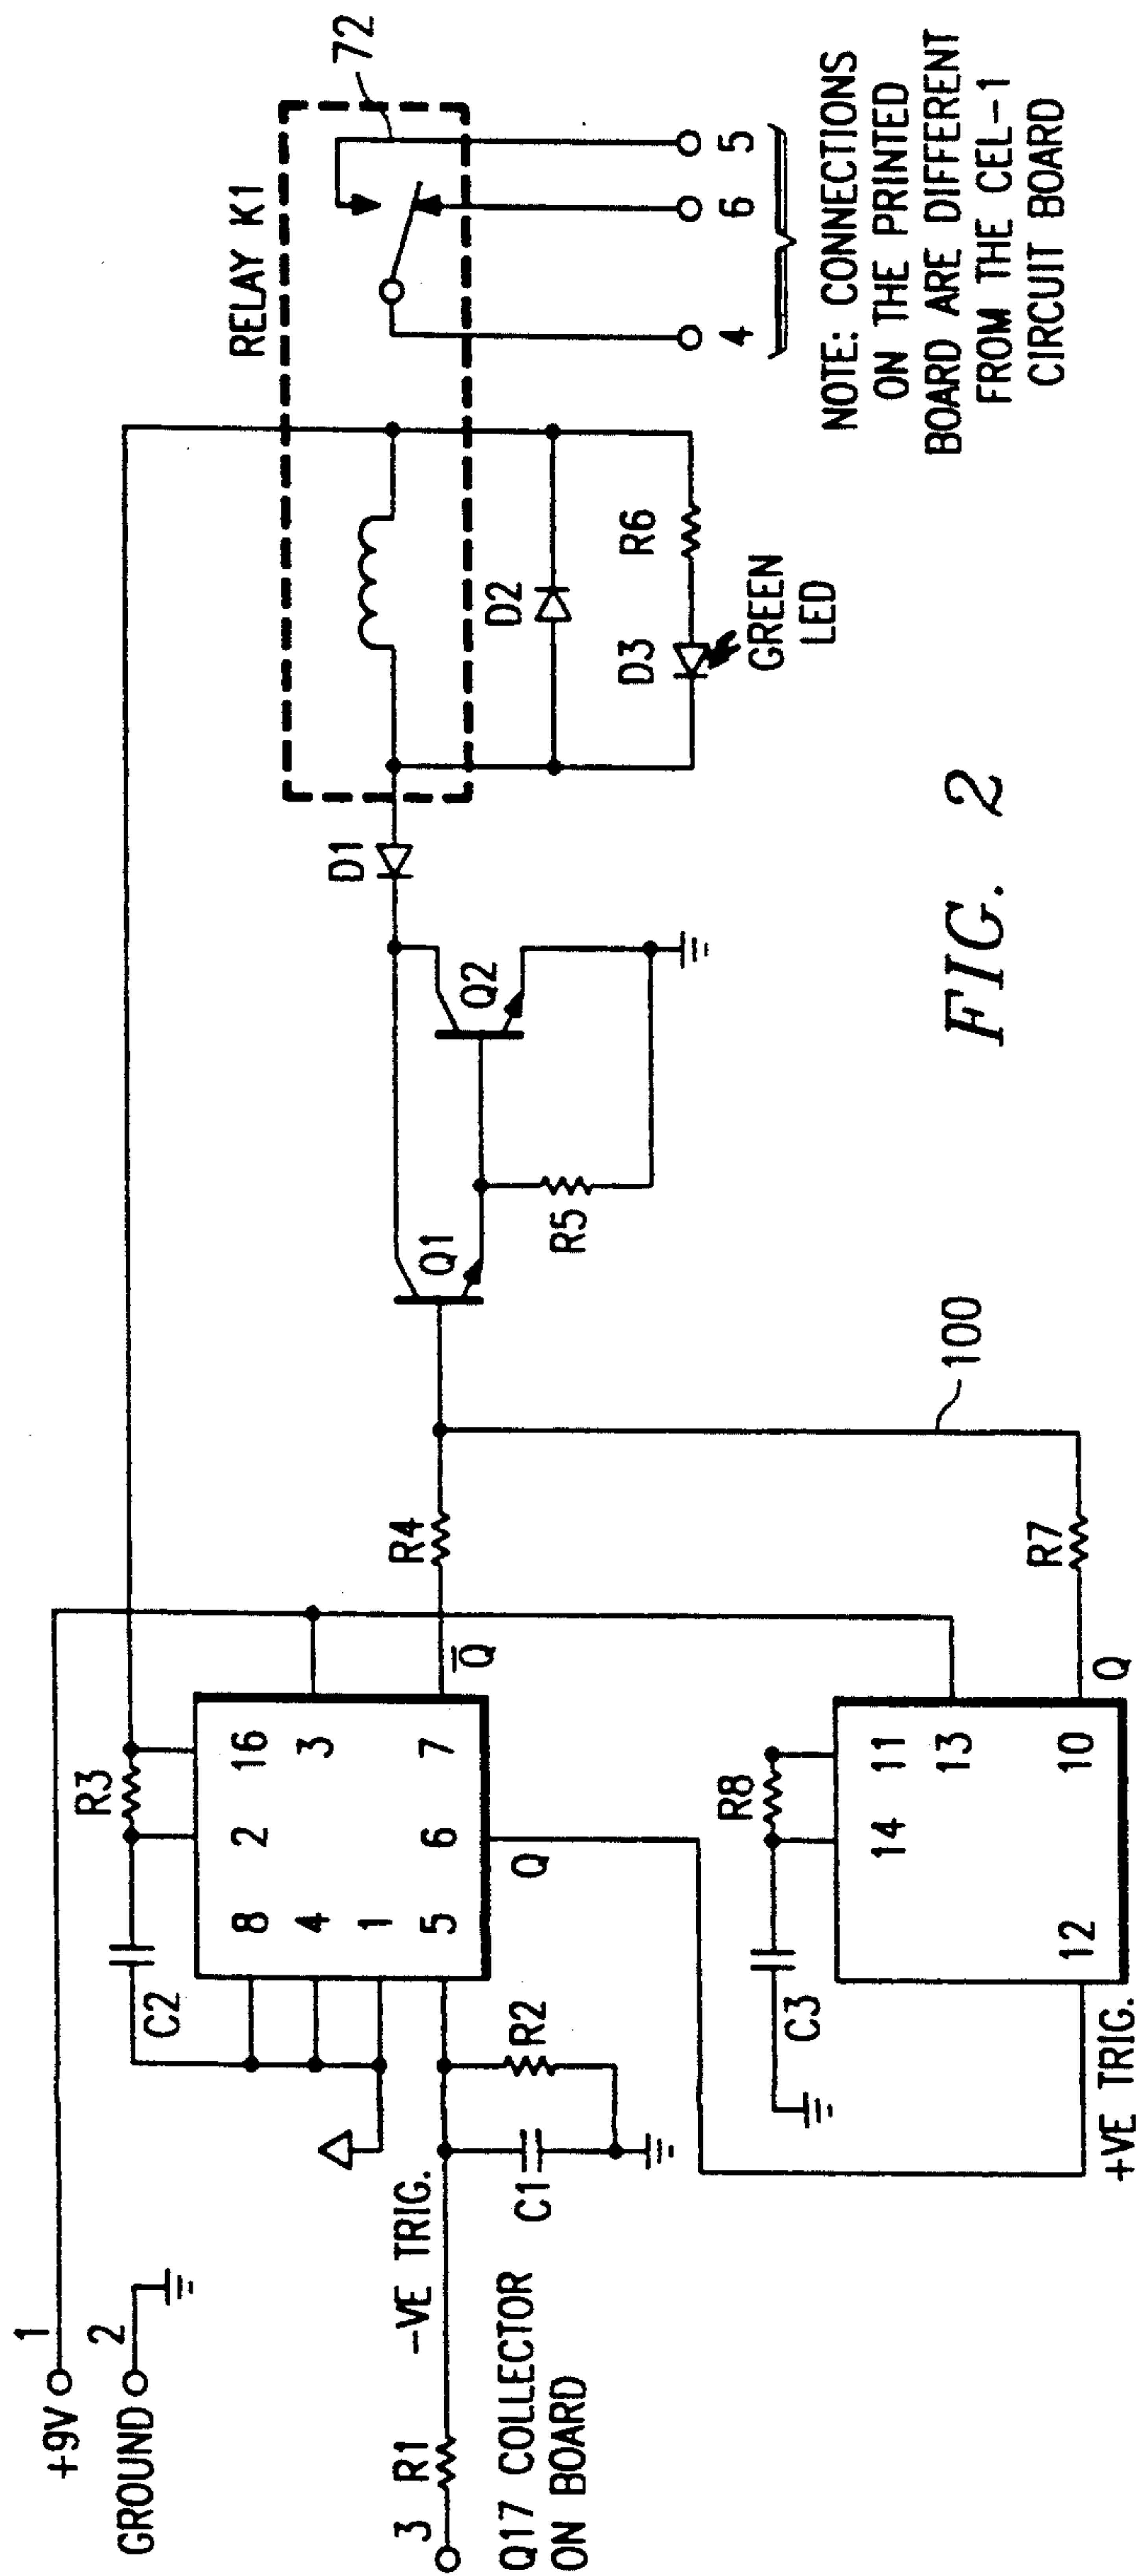 +9V
1
GROUND
2
3
R1
-VE TRIG.
Q17 COLLECTOR
ON BOARD
C1
R2
C2
R3
8
2
16
4
3
1
5
6
7
Q
Q̅
R4
R7
100
+VE TRIG.
C3
R8
14
11
13
12
10
Q
Q1
R5
Q2
D1
RELAY K1
72
D2
D3
R6
GREEN
LED
4
6
5
NOTE: CONNECTIONS
ON THE PRINTED
BOARD ARE DIFFERENT
FROM THE CEL-1
CIRCUIT BOARD
FIG. 2